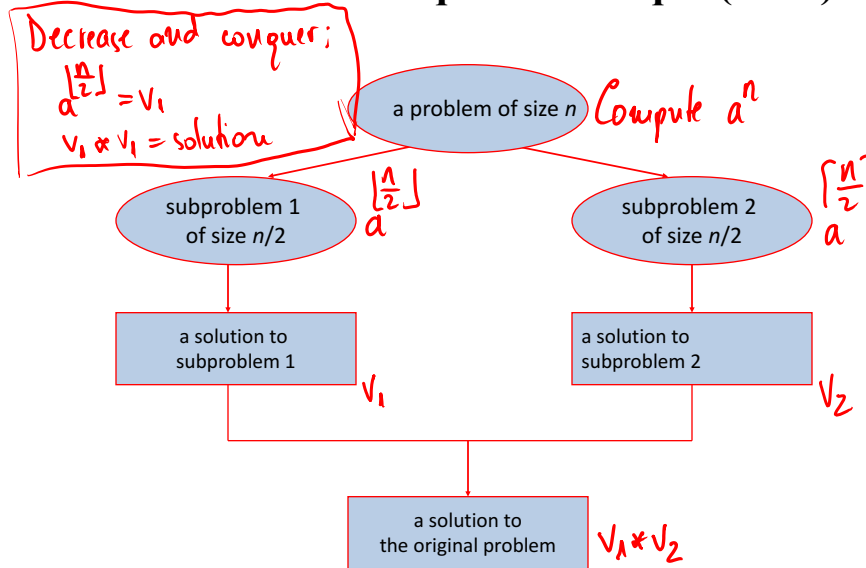 Decrease and conquer;
a^⌊n/2⌋ = V₁
V₁ * V₁ = solution
a problem of size n
Compute aⁿ
subproblem 1
of size n/2
a^⌊n/2⌋
subproblem 2
of size n/2
a^⌈n/2⌉
a solution to
subproblem 1
V₁
a solution to
subproblem 2
V₂
a solution to
the original problem
V₁ * V₂